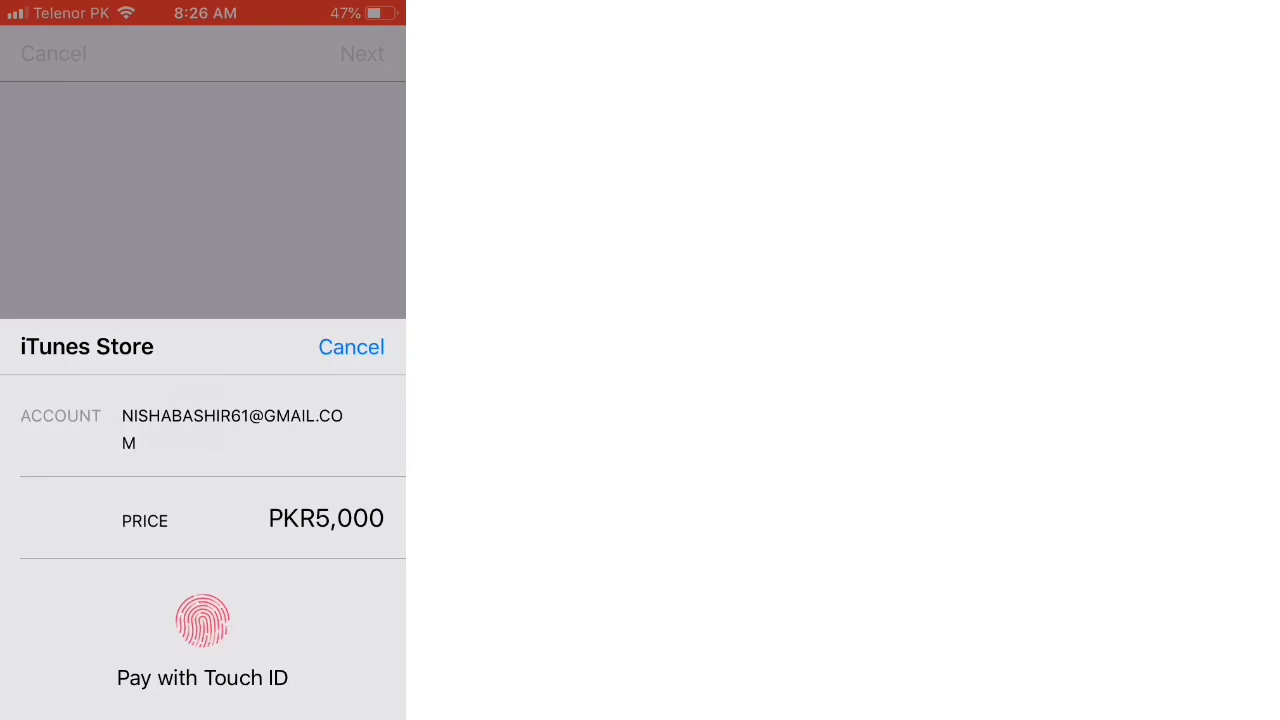 Telenor PK 8:26 AM 47%
Cancel Next
iTunes Store Cancel
ACCOUNT NISHABASHIR61@GMAIL.CO
M
PRICE PKR5,000
Pay with Touch ID